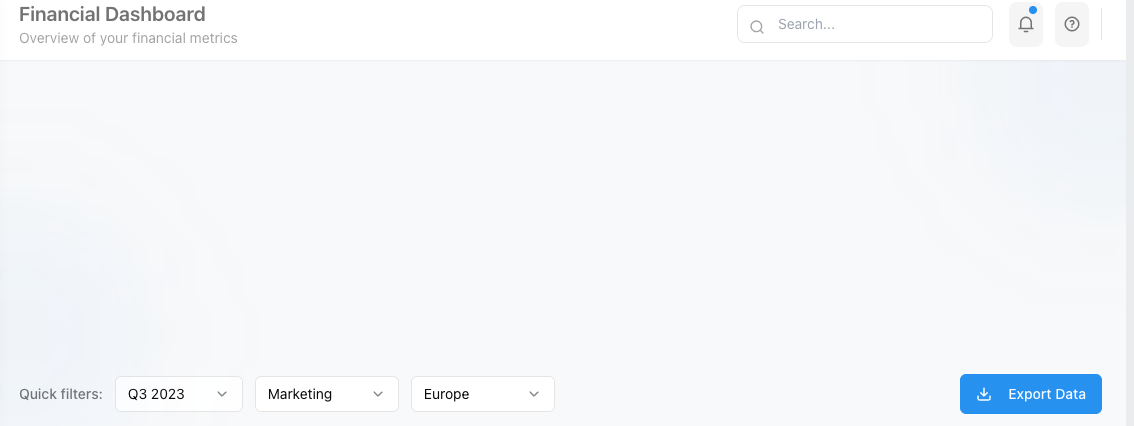 Financial Dashboard
Search...
Overview of your financial metrics
Quick filters: Q3 2023 Marketing Europe Export Data